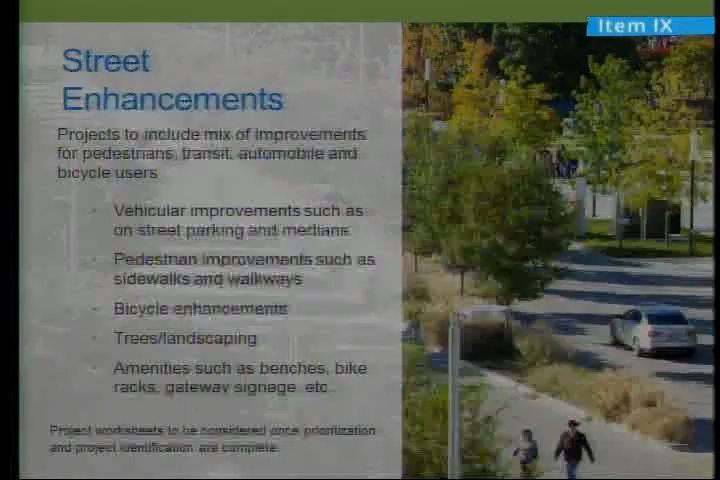 Item IX
Street
Enhancements
Projects to include mix of improvements
for pedestrians, transit, automobile and
bicycle users
- Vehicular improvements such as
on street parking and medians
- Pedestrian improvements such as
sidewalks and walkways
- Bicycle enhancements
- Trees/landscaping
- Amenities such as benches, bike
racks, gateway signage, etc.
Project worksheets to be considered once prioritization
and project identification are complete.